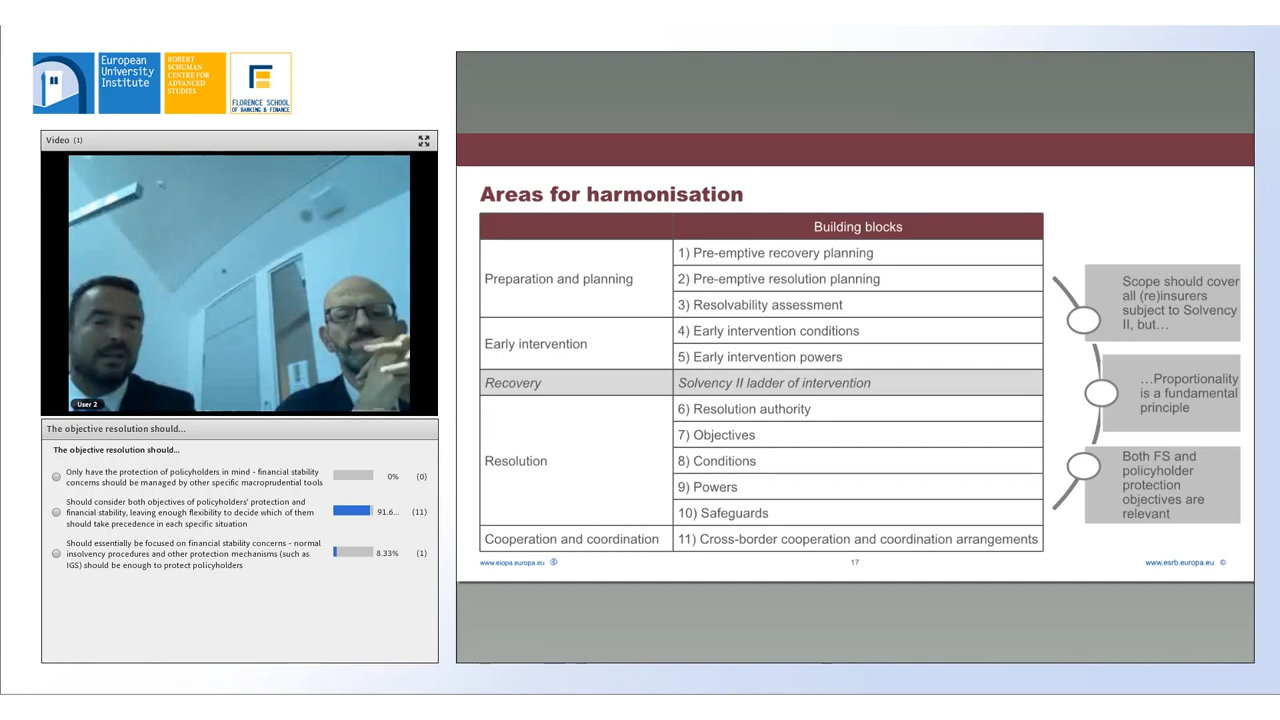 European
University
Institute
ROBERT
SCHUMAN
CENTRE FOR
ADVANCED
STUDIES
FLORENCE SCHOOL
OF BANKING & FINANCE
Video (1)
User 2
The objective resolution should...
The objective resolution should...
Only have the protection of policyholders in mind - financial stability
concerns should be managed by other specific macroprudential tools
0% (0)
Should consider both objectives of policyholders' protection and
financial stability, leaving enough flexibility to decide which of them
should take precedence in each specific situation
91.6... (11)
Should essentially be focused on financial stability concerns - normal
insolvency procedures and other protection mechanisms (such as
IGS) should be enough to protect policyholders
8.33% (1)
Areas for harmonisation
Building blocks
Preparation and planning
1) Pre-emptive recovery planning
2) Pre-emptive resolution planning
3) Resolvability assessment
Early intervention
4) Early intervention conditions
5) Early intervention powers
Recovery
Solvency II ladder of intervention
Resolution
6) Resolution authority
7) Objectives
8) Conditions
9) Powers
10) Safeguards
Cooperation and coordination
11) Cross-border cooperation and coordination arrangements
Scope should cover
all (re)insurers
subject to Solvency
II, but…
…Proportionality
is a fundamental
principle
Both FS and
policyholder
protection
objectives are
relevant
www.eiopa.europa.eu
17
www.esrb.europa.eu ©